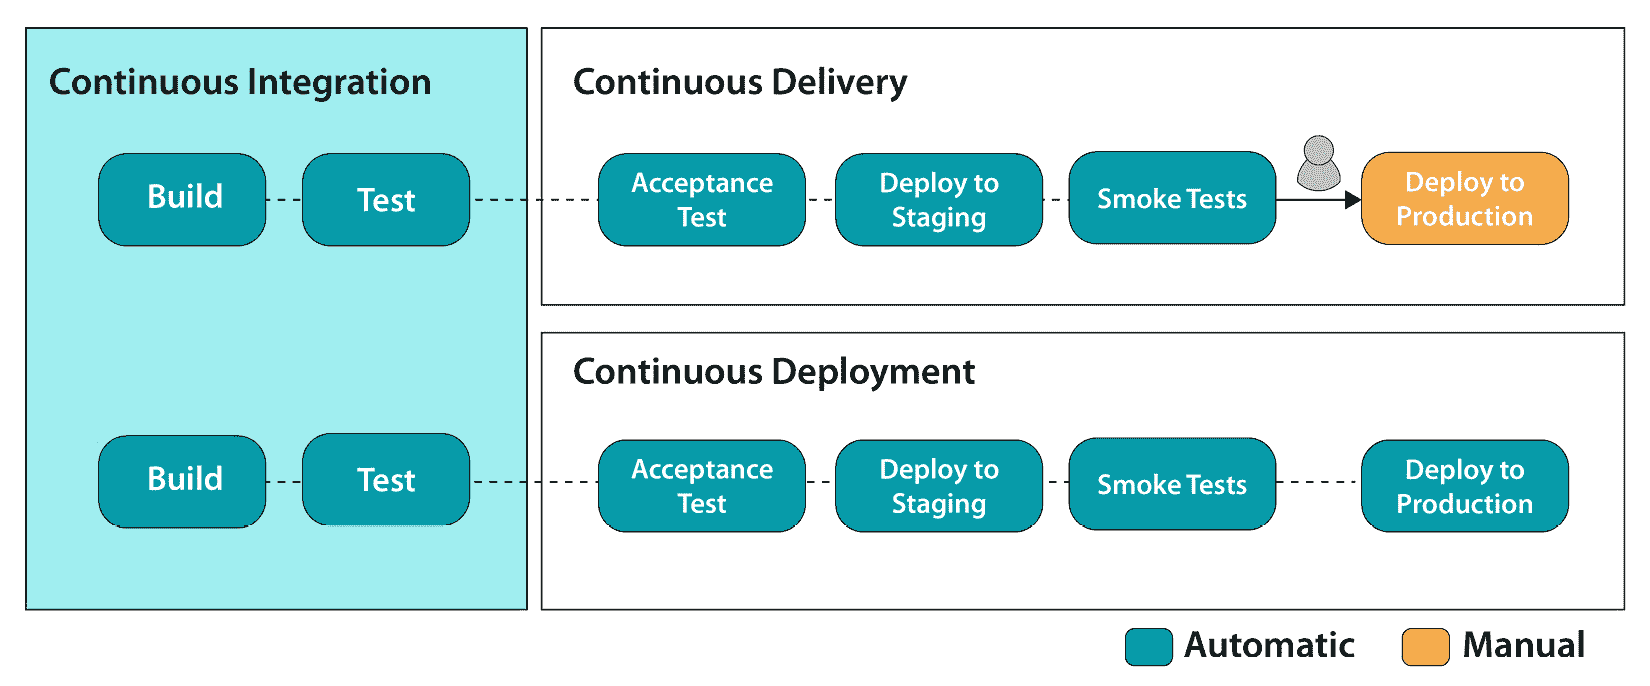 Continuous Integration
Build
Test
Continuous Delivery
Acceptance
Test
Deploy to
Staging
Smoke Tests
Deploy to
Production
Build
Test
Continuous Deployment
Acceptance
Test
Deploy to
Staging
Smoke Tests
Deploy to
Production
Automatic
Manual